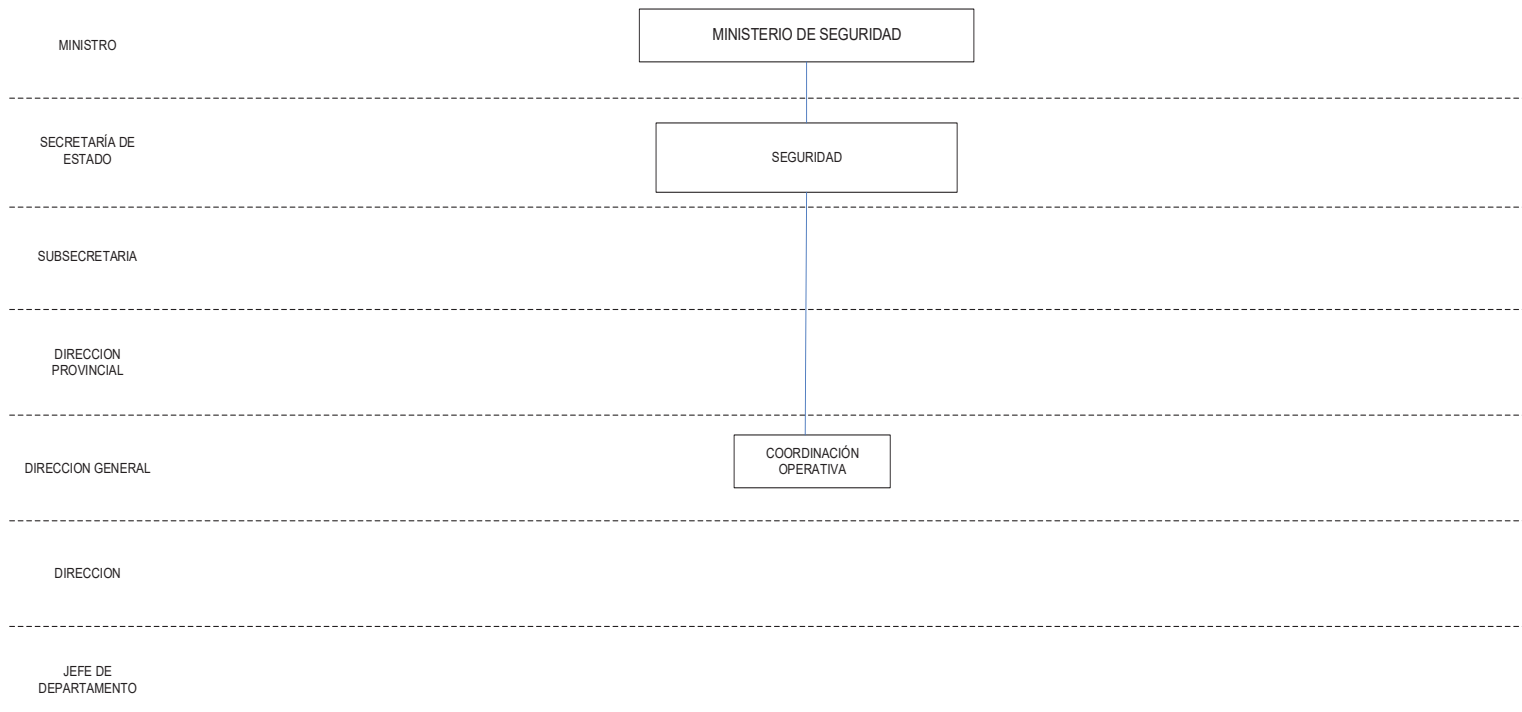 MINISTRO
MINISTERIO DE SEGURIDAD
SECRETARÍA DE
ESTADO
SEGURIDAD
SUBSECRETARIA
DIRECCION
PROVINCIAL
DIRECCION GENERAL
COORDINACIÓN
OPERATIVA
DIRECCION
JEFE DE
DEPARTAMENTO